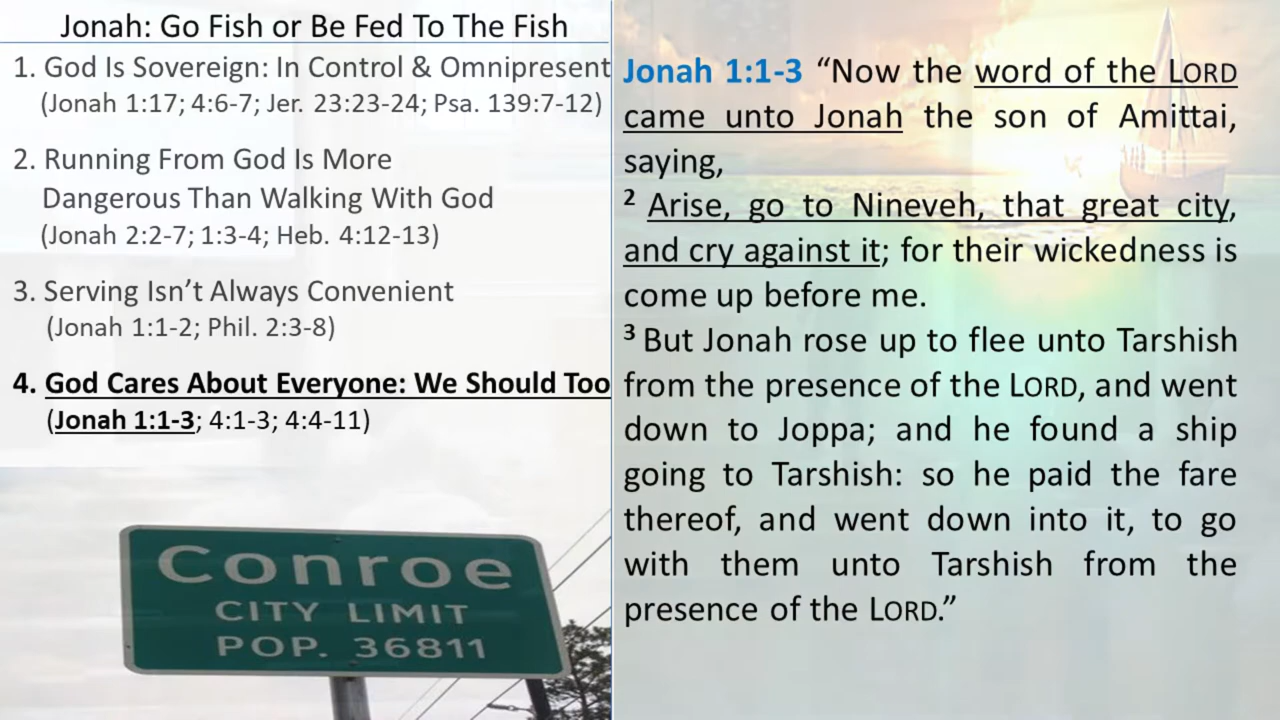 Jonah: Go Fish or Be Fed To The Fish
1. God Is Sovereign: In Control & Omnipresent
(Jonah 1:17; 4:6-7; Jer. 23:23-24; Psa. 139:7-12)
2. Running From God Is More
Dangerous Than Walking With God
(Jonah 2:2-7; 1:3-4; Heb. 4:12-13)
3. Serving Isn’t Always Convenient
(Jonah 1:1-2; Phil. 2:3-8)
4. God Cares About Everyone: We Should Too
(Jonah 1:1-3; 4:1-3; 4:4-11)
Conroe
CITY LIMIT
POP. 36811
Jonah 1:1-3 “Now the word of the LORD
came unto Jonah the son of Amittai,
saying,
2 Arise, go to Nineveh, that great city,
and cry against it; for their wickedness is
come up before me.
3 But Jonah rose up to flee unto Tarshish
from the presence of the LORD, and went
down to Joppa; and he found a ship
going to Tarshish: so he paid the fare
thereof, and went down into it, to go
with them unto Tarshish from the
presence of the LORD.”